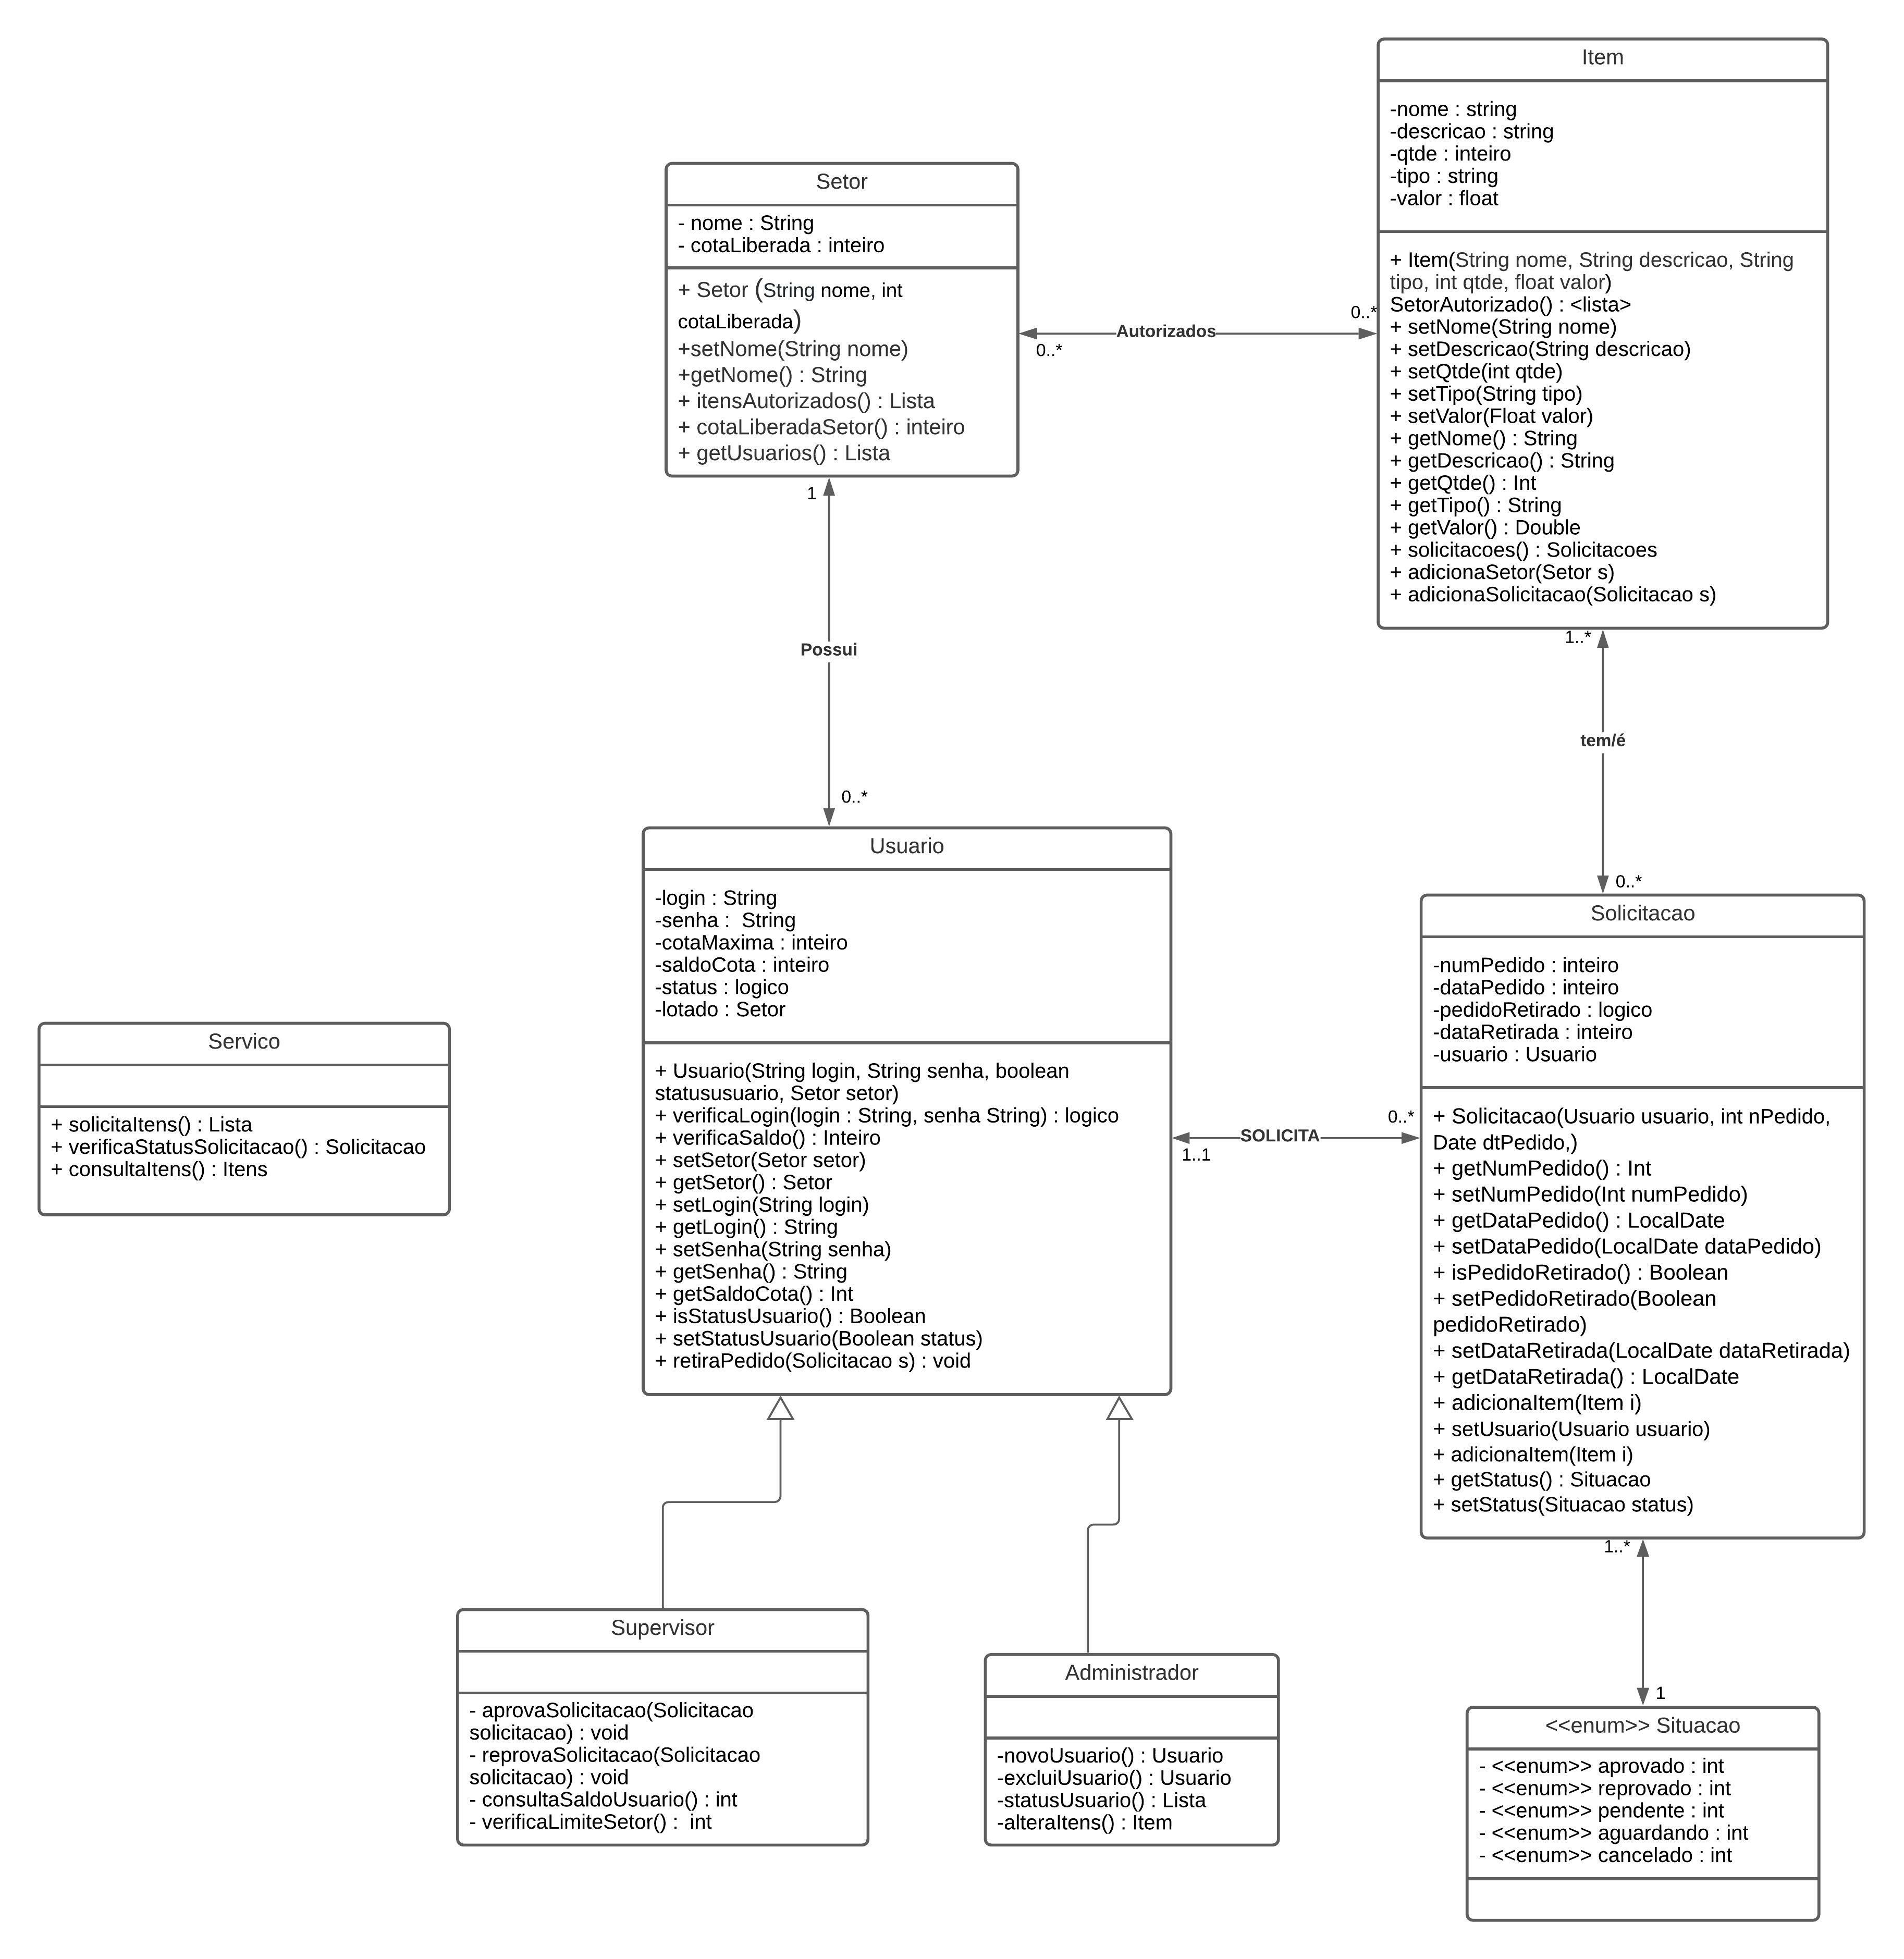 Item
-nome : string
-descricao : string
-qtde : inteiro
-tipo : string
-valor : float
+ Item(String nome, String descricao, String
tipo, int qtde, float valor)
SetorAutorizado() : <lista>
+ setNome(String nome)
+ setDescricao(String descricao)
+ setQtde(int qtde)
+ setTipo(String tipo)
+ setValor(Float valor)
+ getNome() : String
+ getDescricao() : String
+ getQtde() : Int
+ getTipo() : String
+ getValor() : Double
+ solicitacoes() : Solicitacoes
+ adicionaSetor(Setor s)
+ adicionaSolicitacao(Solicitacao s)
Setor
- nome : String
- cotaLiberada : inteiro
+ Setor (String nome, int
cotaLiberada)
+setNome(String nome)
+getNome() : String
+ itensAutorizados() : Lista
+ cotaLiberadaSetor() : inteiro
+ getUsuarios() : Lista
0..*
Autorizados
0..*
1
Possui
0..*
1..*
tem/é
0..*
Usuario
-login : String
-senha :  String
-cotaMaxima : inteiro
-saldoCota : inteiro
-status : logico
-lotado : Setor
+ Usuario(String login, String senha, boolean
statususuario, Setor setor)
+ verificaLogin(login : String, senha String) : logico
+ verificaSaldo() : Inteiro
+ setSetor(Setor setor)
+ getSetor() : Setor
+ setLogin(String login)
+ getLogin() : String
+ setSenha(String senha)
+ getSenha() : String
+ getSaldoCota() : Int
+ isStatusUsuario() : Boolean
+ setStatusUsuario(Boolean status)
+ retiraPedido(Solicitacao s) : void
Servico
+ solicitaItens() : Lista
+ verificaStatusSolicitacao() : Solicitacao
+ consultaItens() : Itens
0..*
SOLICITA
1..1
Solicitacao
-numPedido : inteiro
-dataPedido : inteiro
-pedidoRetirado : logico
-dataRetirada : inteiro
-usuario : Usuario
+ Solicitacao(Usuario usuario, int nPedido,
Date dtPedido,)
+ getNumPedido() : Int
+ setNumPedido(Int numPedido)
+ getDataPedido() : LocalDate
+ setDataPedido(LocalDate dataPedido)
+ isPedidoRetirado() : Boolean
+ setPedidoRetirado(Boolean
pedidoRetirado)
+ setDataRetirada(LocalDate dataRetirada)
+ getDataRetirada() : LocalDate
+ adicionaItem(Item i)
+ setUsuario(Usuario usuario)
+ adicionaItem(Item i)
+ getStatus() : Situacao
+ setStatus(Situacao status)
1..*
1
Supervisor
- aprovaSolicitacao(Solicitacao
solicitacao) : void
- reprovaSolicitacao(Solicitacao
solicitacao) : void
- consultaSaldoUsuario() : int
- verificaLimiteSetor() :  int
Administrador
-novoUsuario() : Usuario
-excluiUsuario() : Usuario
-statusUsuario() : Lista
-alteraItens() : Item
<<enum>> Situacao
- <<enum>> aprovado : int
- <<enum>> reprovado : int
- <<enum>> pendente : int
- <<enum>> aguardando : int
- <<enum>> cancelado : int